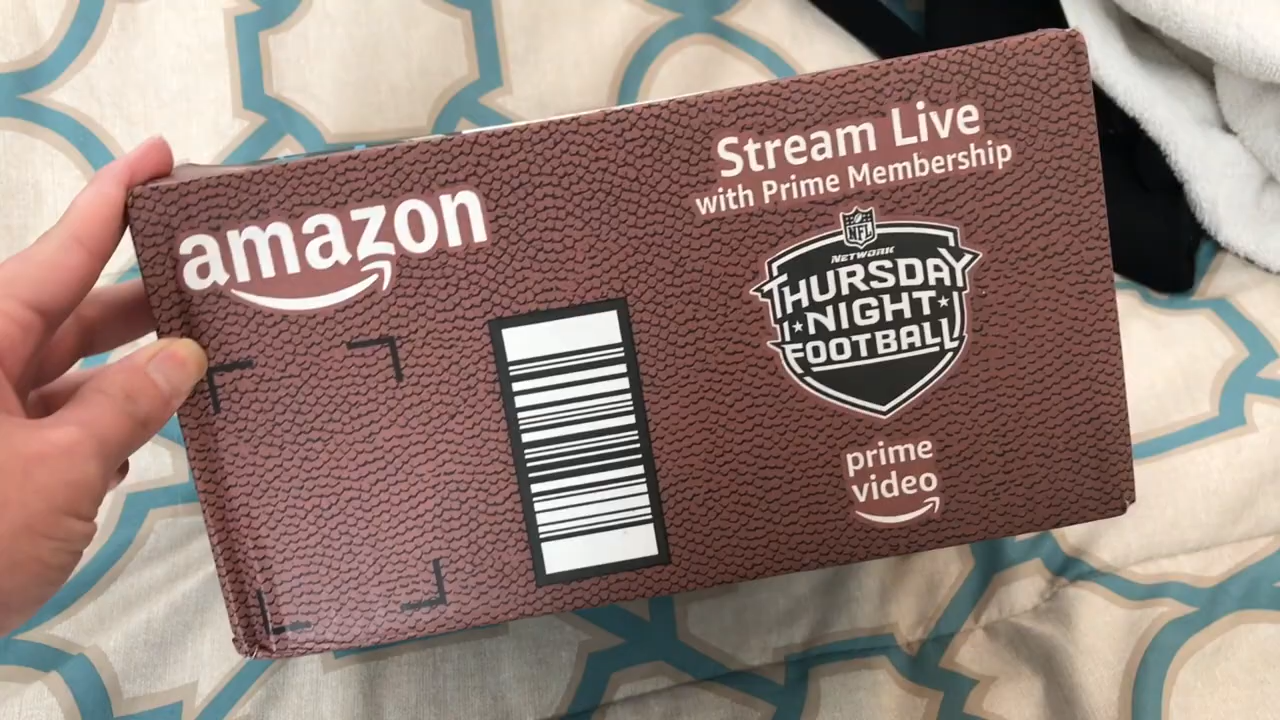 amazon
Stream Live
with Prime Membership
NFL
NETWORK
THURSDAY
NIGHT
FOOTBALL
prime
video